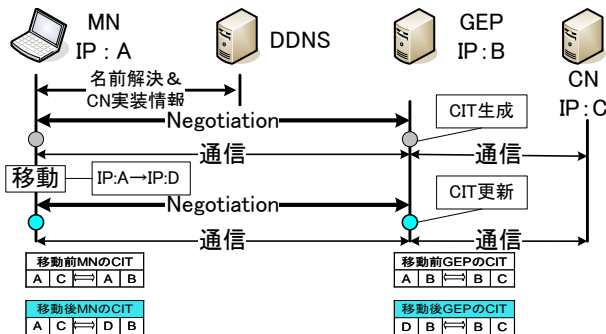 MN
IP : A
DDNS
GEP
IP:B
CN
IP:C
名前解決&
CN実装情報
Negotiation
CIT生成
通信
通信
移動
IP:A→IP:D
CIT更新
Negotiation
通信
通信
移動前MNのCIT
A C ⇔ A B
移動前GEPのCIT
A B ⇔ B C
移動後MNのCIT
A C ⇔ D B
移動後GEPのCIT
D B ⇔ B C